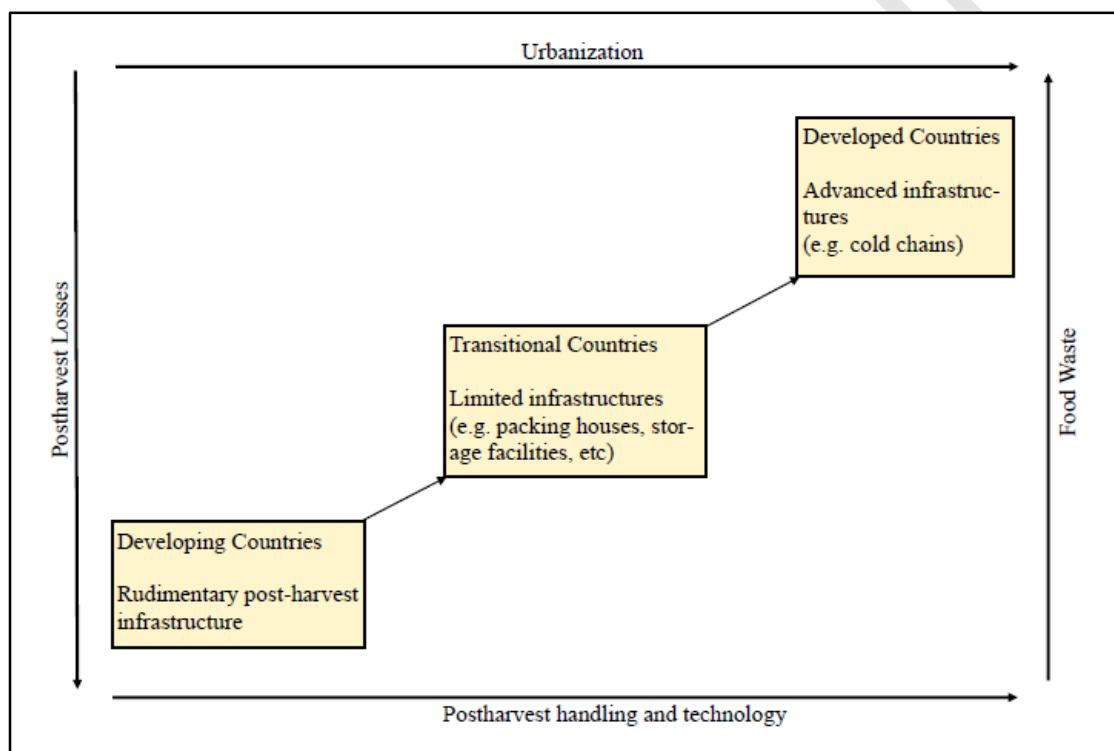 Urbanization
Developed Countries
Advanced infrastruc-
tures
(e.g. cold chains)
Postharvest Losses
Transitional Countries
Limited infrastructures
(e.g. packing houses, stor-
age facilities, etc)
Food Waste
Developing Countries
Rudimentary post-harvest
infrastructure
Postharvest handling and technology